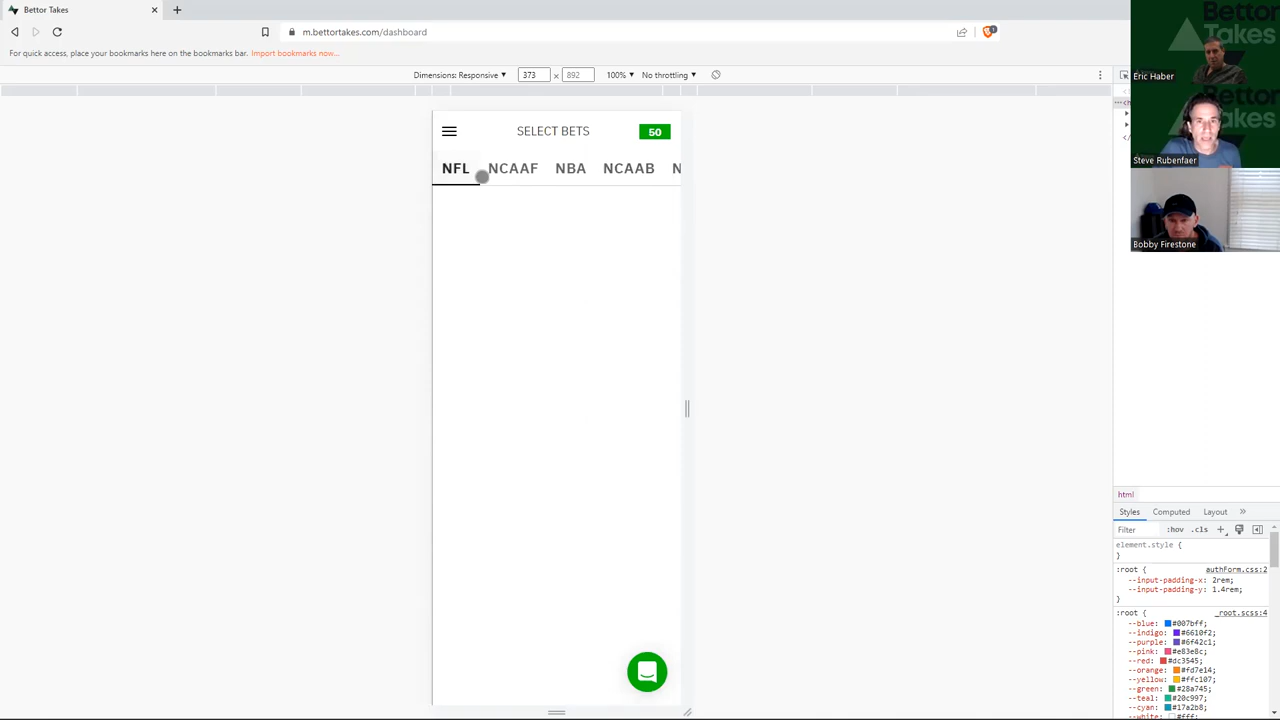 Bettor Takes
m.bettortakes.com/dashboard
For quick access, place your bookmarks here on the bookmarks bar. Import bookmarks now...
Dimensions: Responsive 373 × 892 100% No throttling
SELECT BETS 50
NFL NCAAF NBA NCAAB N
Bettor
Takes
Eric Haber
Steve Rubenfaer
Bobby Firestone
html
Styles Computed Layout
Filter :hov .cls
element.style {
}
:root { authForm.css:2
--input-padding-x: 2rem;
--input-padding-y: 1.4rem;
}
:root { _root.scss:4
--blue: #007bff;
--indigo: #6610f2;
--purple: #6f42c1;
--pink: #e83e8c;
--red: #dc3545;
--orange: #fd7e14;
--yellow: #ffc107;
--green: #28a745;
--teal: #20c997;
--cyan: #17a2b8;
--white: #fff;